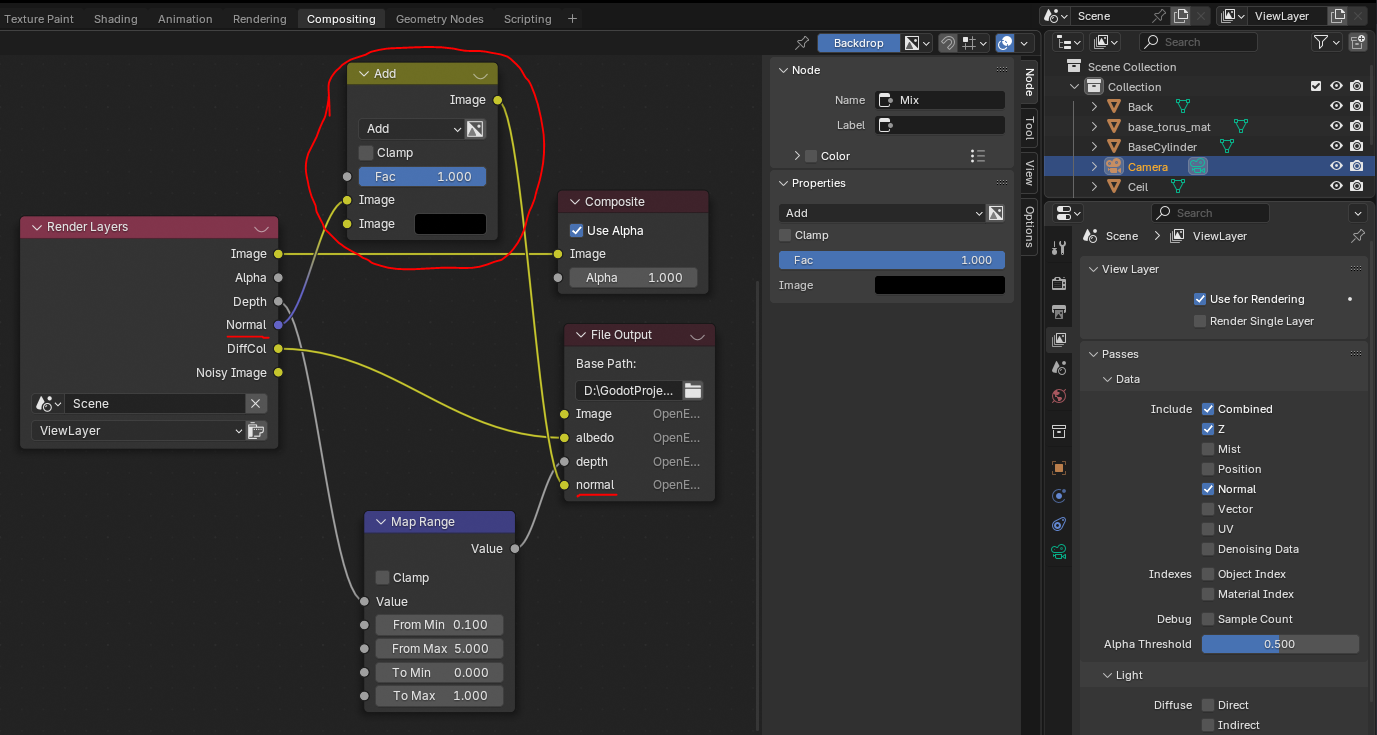 Texture Paint Shading Animation Rendering Compositing Geometry Nodes Scripting +
Scene ViewLayer
Backdrop
Search
Add
Image
Add
Clamp
Fac 1.000
Image
Image
Render Layers
Image
Alpha
Depth
Normal
DiffCol
Noisy Image
Scene
ViewLayer
Composite
Use Alpha
Image
Alpha 1.000
File Output
Base Path:
D:\GodotProje...
Image OpenE...
albedo OpenE...
depth OpenE...
normal OpenE...
Map Range
Value
Clamp
Value
From Min 0.100
From Max 5.000
To Min 0.000
To Max 1.000
Node
Name Mix
Label
Color
Properties
Add
Clamp
Fac 1.000
Image
Node
Tool
View
Options
Scene Collection
Collection
Back
base_torus_mat
BaseCylinder
Camera
Ceil
Search
Scene > ViewLayer
View Layer
Use for Rendering
Render Single Layer
Passes
Data
Include Combined
Z
Mist
Position
Normal
Vector
UV
Denoising Data
Indexes Object Index
Material Index
Debug Sample Count
Alpha Threshold 0.500
Light
Diffuse Direct
Indirect